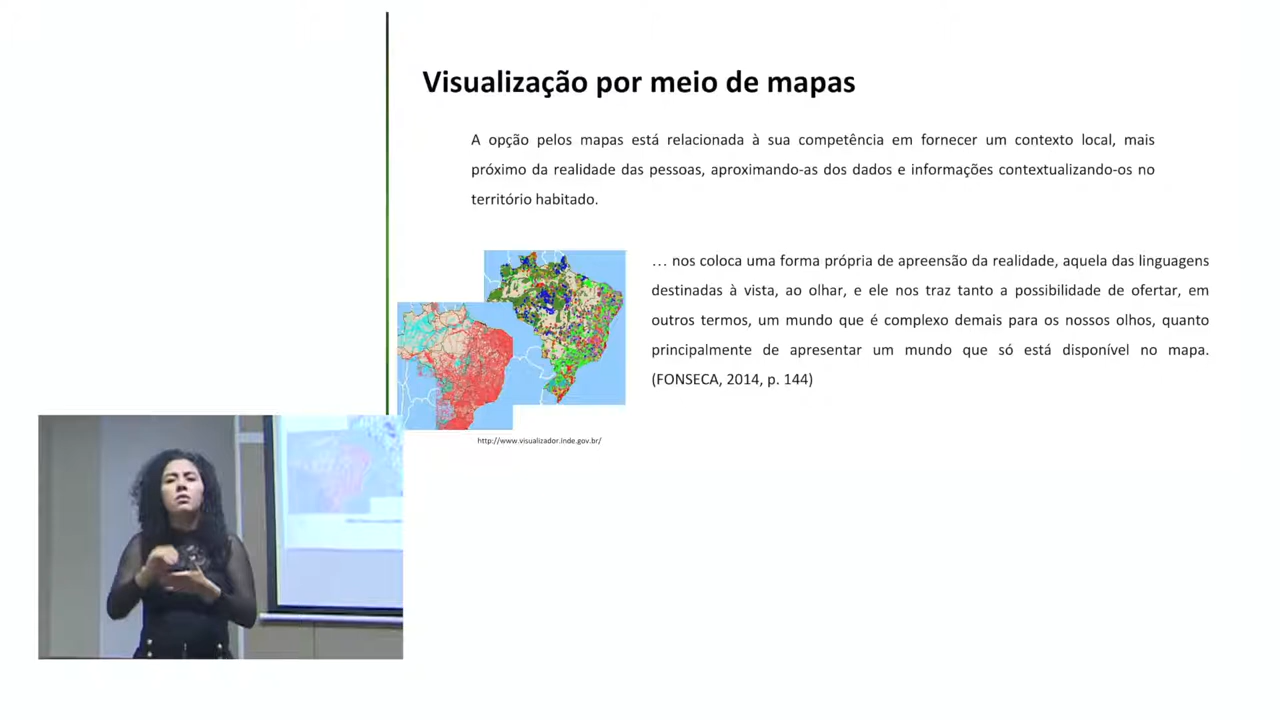 Visualização por meio de mapas
A opção pelos mapas está relacionada à sua competência em fornecer um contexto local, mais
próximo da realidade das pessoas, aproximando-as dos dados e informações contextualizando-os no
território habitado.
… nos coloca uma forma própria de apreensão da realidade, aquela das linguagens
destinadas à vista, ao olhar, e ele nos traz tanto a possibilidade de ofertar, em
outros termos, um mundo que é complexo demais para os nossos olhos, quanto
principalmente de apresentar um mundo que só está disponível no mapa.
(FONSECA, 2014, p. 144)
http://www.visualizador.inde.gov.br/